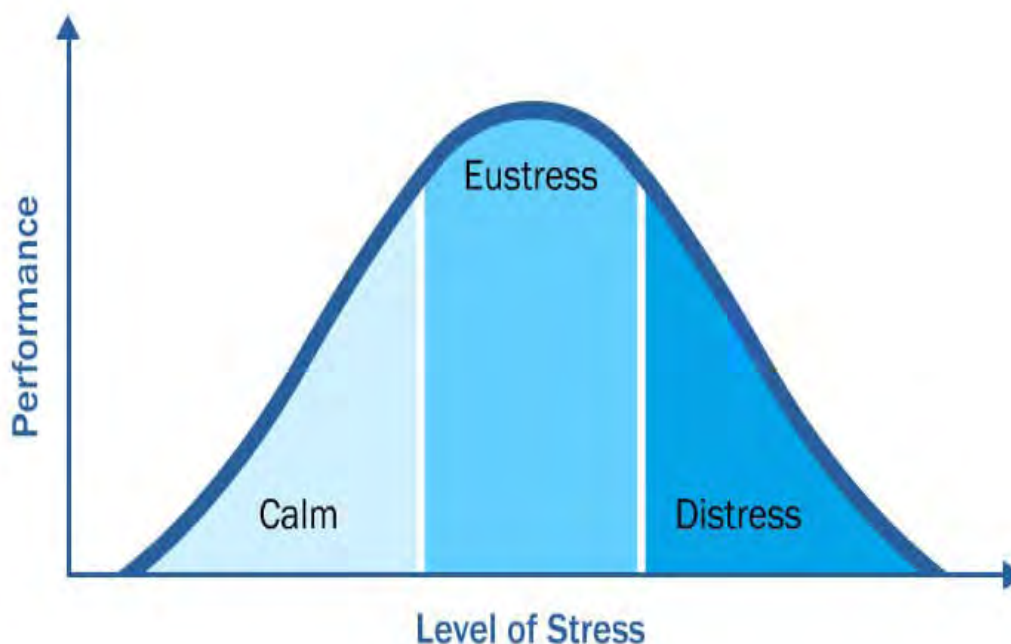 Performance
Eustress
Calm
Distress
Level of Stress